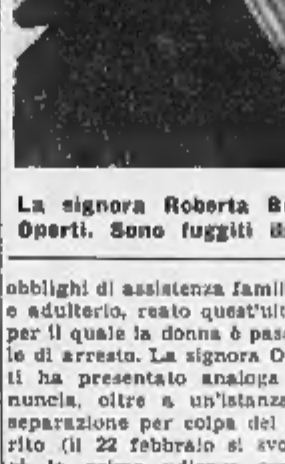 La signora Roberta B
Operti. Sono fuggiti d
obblighi di assistenza famil
e adulterio, reato quest'ult
per il quale la donna è pas
le di arresto. La signora O
ti ha presentato analoga
nuncia, oltre a un'istanz
separazione per colpa del
rito (il 22 febbraio si svo